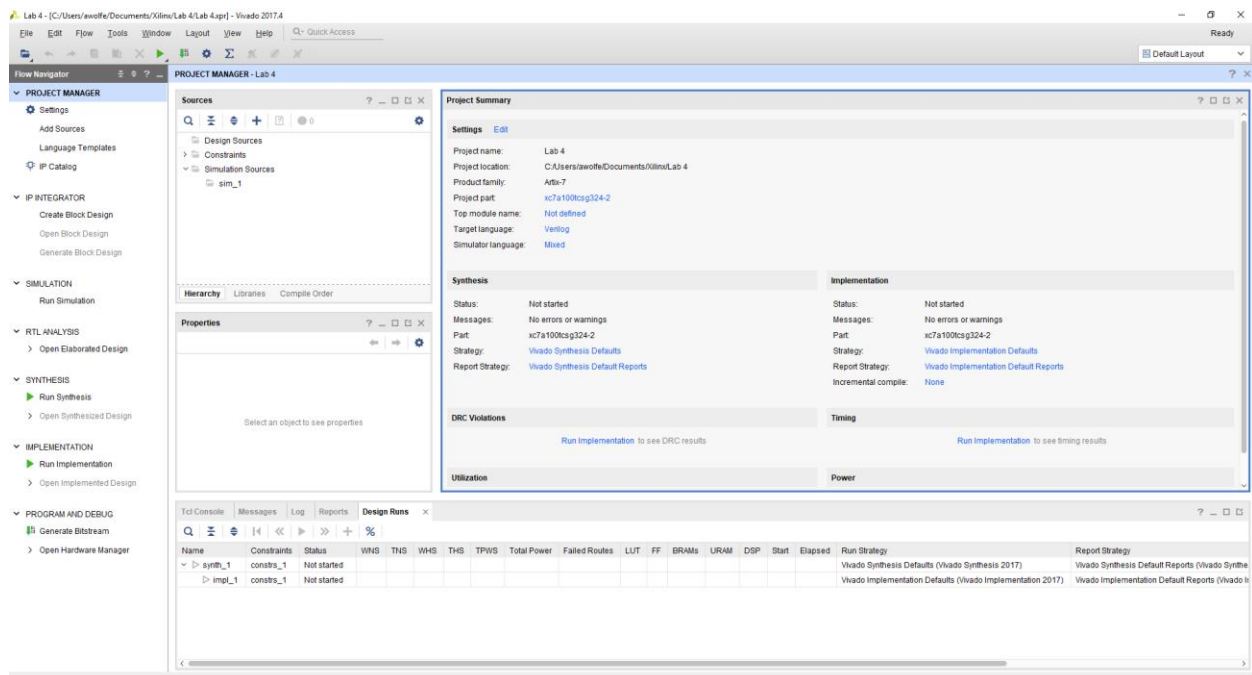 Lab 4 - [C:/Users/awolfe/Documents/Xilinx/Lab 4/Lab 4.xpr] - Vivado 2017.4
File Edit Flow Tools Window Layout View Help Quick Access Ready
Default Layout
Flow Navigator
PROJECT MANAGER - Lab 4
PROJECT MANAGER
Settings
Add Sources
Language Templates
IP Catalog
IP INTEGRATOR
Create Block Design
Open Block Design
Generate Block Design
SIMULATION
Run Simulation
RTL ANALYSIS
Open Elaborated Design
SYNTHESIS
Run Synthesis
Open Synthesized Design
IMPLEMENTATION
Run Implementation
Open Implemented Design
PROGRAM AND DEBUG
Generate Bitstream
Open Hardware Manager
Sources
0
Design Sources
Constraints
Simulation Sources
sim_1
Hierarchy Libraries Compile Order
Properties
Select an object to see properties
Project Summary
Settings Edit
Project name: Lab 4
Project location: C:/Users/awolfe/Documents/Xilinx/Lab 4
Product family: Artix-7
Project part: xc7a100tcsg324-2
Top module name: Not defined
Target language: Verilog
Simulator language: Mixed
Synthesis
Status: Not started
Messages: No errors or warnings
Part: xc7a100tcsg324-2
Strategy: Vivado Synthesis Defaults
Report Strategy: Vivado Synthesis Default Reports
Implementation
Status: Not started
Messages: No errors or warnings
Part: xc7a100tcsg324-2
Strategy: Vivado Implementation Defaults
Report Strategy: Vivado Implementation Default Reports
Incremental compile: None
DRC Violations
Run Implementation to see DRC results
Timing
Run Implementation to see timing results
Utilization
Power
Tcl Console Messages Log Reports Design Runs
Name Constraints Status WNS TNS WHS THS TPWS Total Power Failed Routes LUT FF BRAMs URAM DSP Start Elapsed Run Strategy Report Strategy
synth_1 constrs_1 Not started Vivado Synthesis Defaults (Vivado Synthesis 2017) Vivado Synthesis Default Reports (Vivado Synthe
impl_1 constrs_1 Not started Vivado Implementation Defaults (Vivado Implementation 2017) Vivado Implementation Default Reports (Vivado I